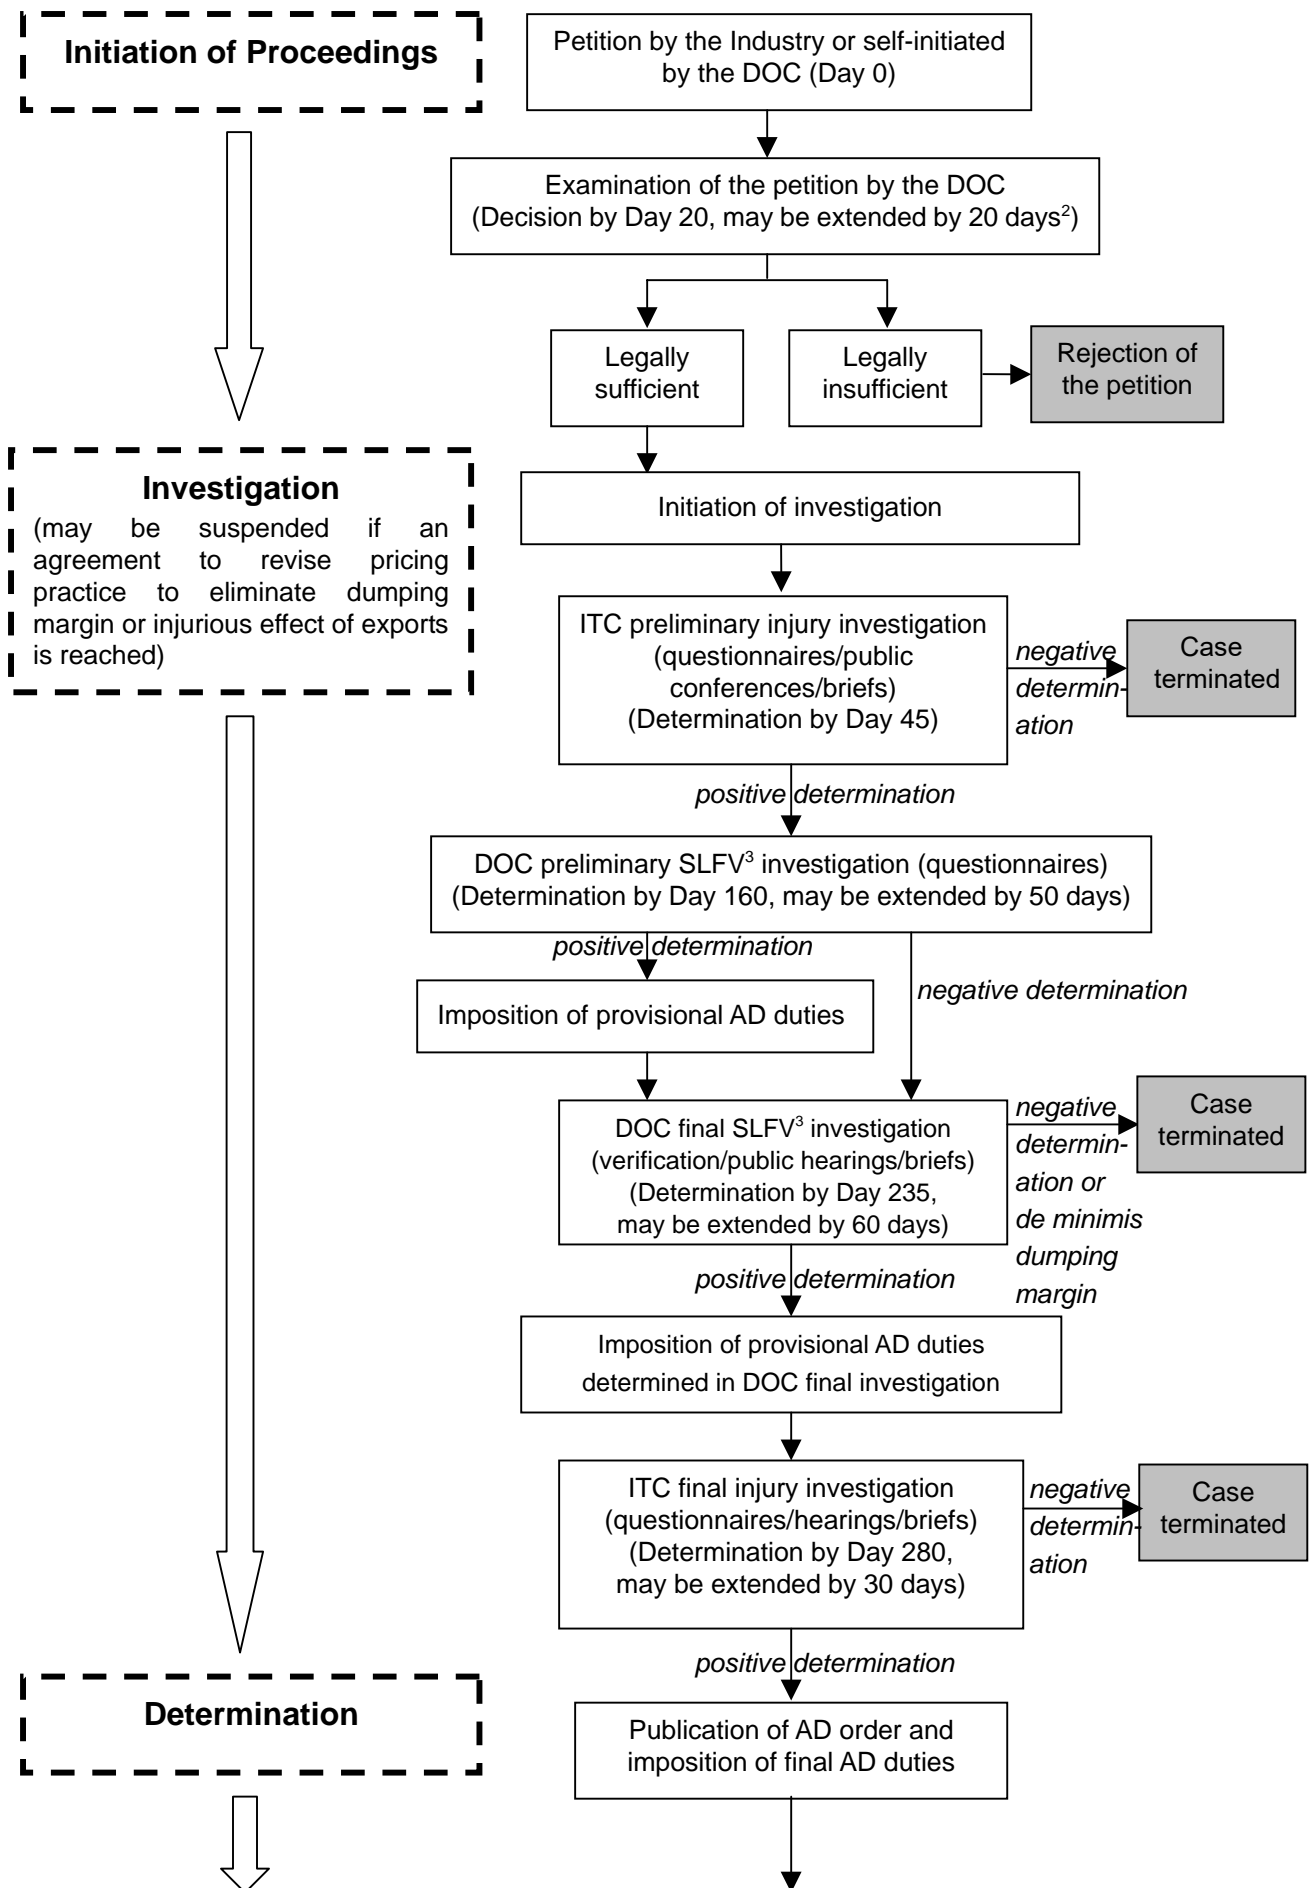 Initiation of Proceedings
Petition by the Industry or self-initiated
by the DOC (Day 0)
Examination of the petition by the DOC
(Decision by Day 20, may be extended by 20 days2)
Legally
sufficient
Legally
insufficient
Rejection of
the petition
Investigation
(may be suspended if an
agreement to revise pricing
practice to eliminate dumping
margin or injurious effect of exports
is reached)
Initiation of investigation
ITC preliminary injury investigation
(questionnaires/public
conferences/briefs)
(Determination by Day 45)
negative
determin-
ation
Case
terminated
positive determination
DOC preliminary SLFV3 investigation (questionnaires)
(Determination by Day 160, may be extended by 50 days)
positive determination
negative determination
Imposition of provisional AD duties
DOC final SLFV3 investigation
(verification/public hearings/briefs)
(Determination by Day 235,
may be extended by 60 days)
negative
determin-
ation or
de minimis
dumping
margin
Case
terminated
positive determination
Imposition of provisional AD duties
determined in DOC final investigation
ITC final injury investigation
(questionnaires/hearings/briefs)
(Determination by Day 280,
may be extended by 30 days)
negative
determin-
ation
Case
terminated
positive determination
Determination
Publication of AD order and
imposition of final AD duties